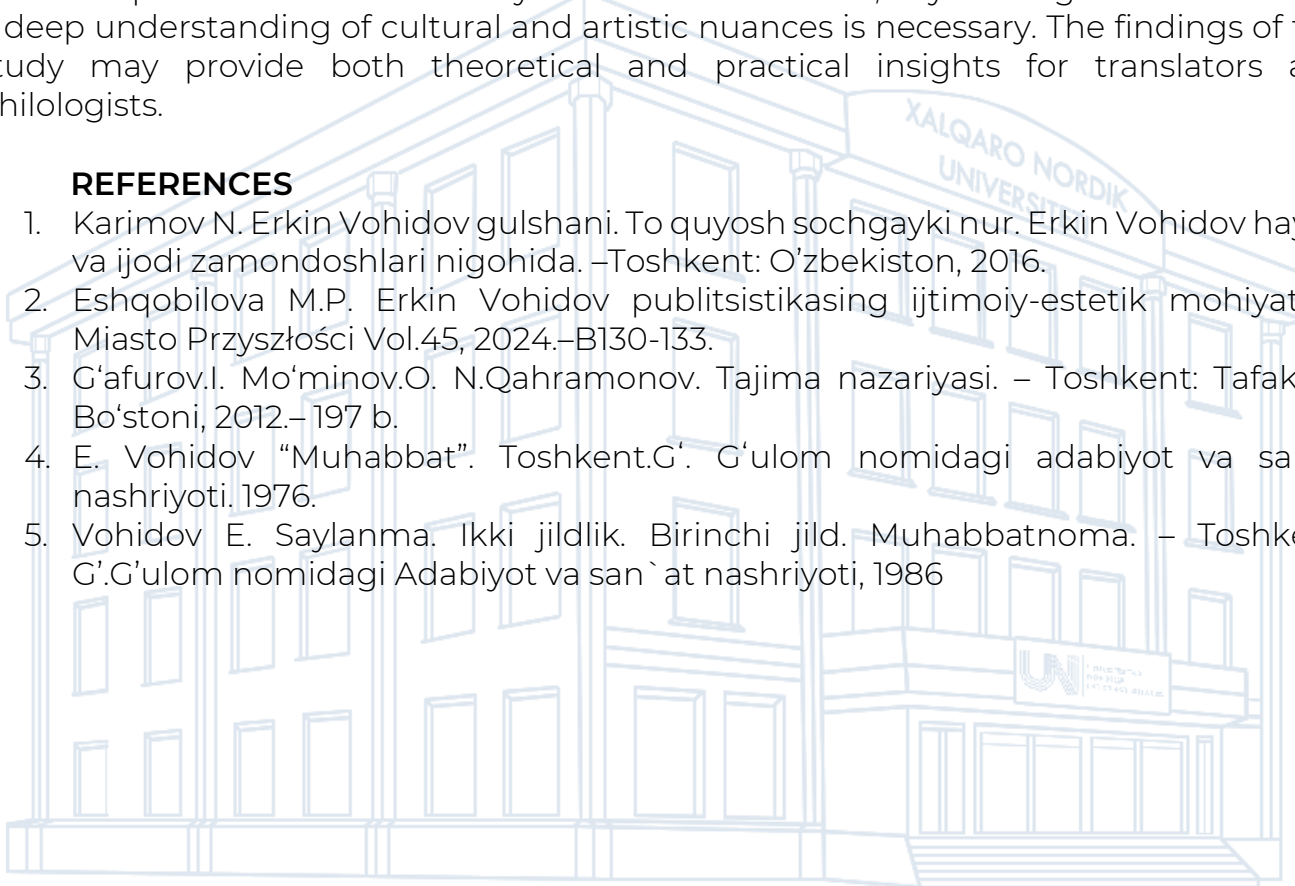 deep understanding of cultural and artistic nuances is necessary. The findings of
tudy may provide both theoretical and practical insights for translators a
hilologists.
XALQARO NORDIK
UNIVERSI
REFERENCES
1. Karimov N. Erkin Vohidov gulshani. To quyosh sochgayki nur. Erkin Vohidov hay
va ijodi zamondoshlari nigohida. –Toshkent: O’zbekiston, 2016.
2. Eshqobilova M.P. Erkin Vohidov publitsistikasing ijtimoiy-estetik mohiyat
Miasto Przyszłości Vol.45, 2024.–B130-133.
3. G‘afurov.I. Mo‘minov.O. N.Qahramonov. Tajima nazariyasi. – Toshkent: Tafak
Bo‘stoni, 2012.– 197 b.
4. E. Vohidov “Muhabbat”. Toshkent.G‘. G‘ulom nomidagi adabiyot va sa
nashriyoti. 1976.
5. Vohidov E. Saylanma. Ikki jildlik. Birinchi jild. Muhabbatnoma. – Toshke
G’.G’ulom nomidagi Adabiyot va san`at nashriyoti, 1986
UNI